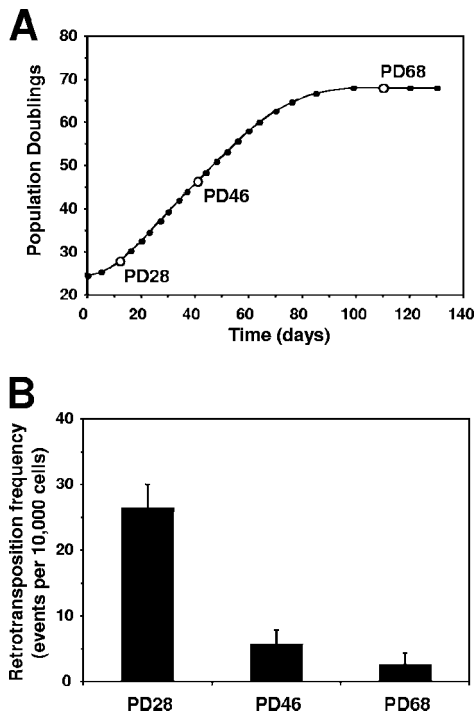 A
80
70
60
50
40
30
20
Population Doublings
PD28
PD46
PD68
0 20 40 60 80 100 120 140
Time (days)
B
Retrotransposition frequency
(events per 10,000 cells)
40
30
20
10
0
PD28 PD46 PD68